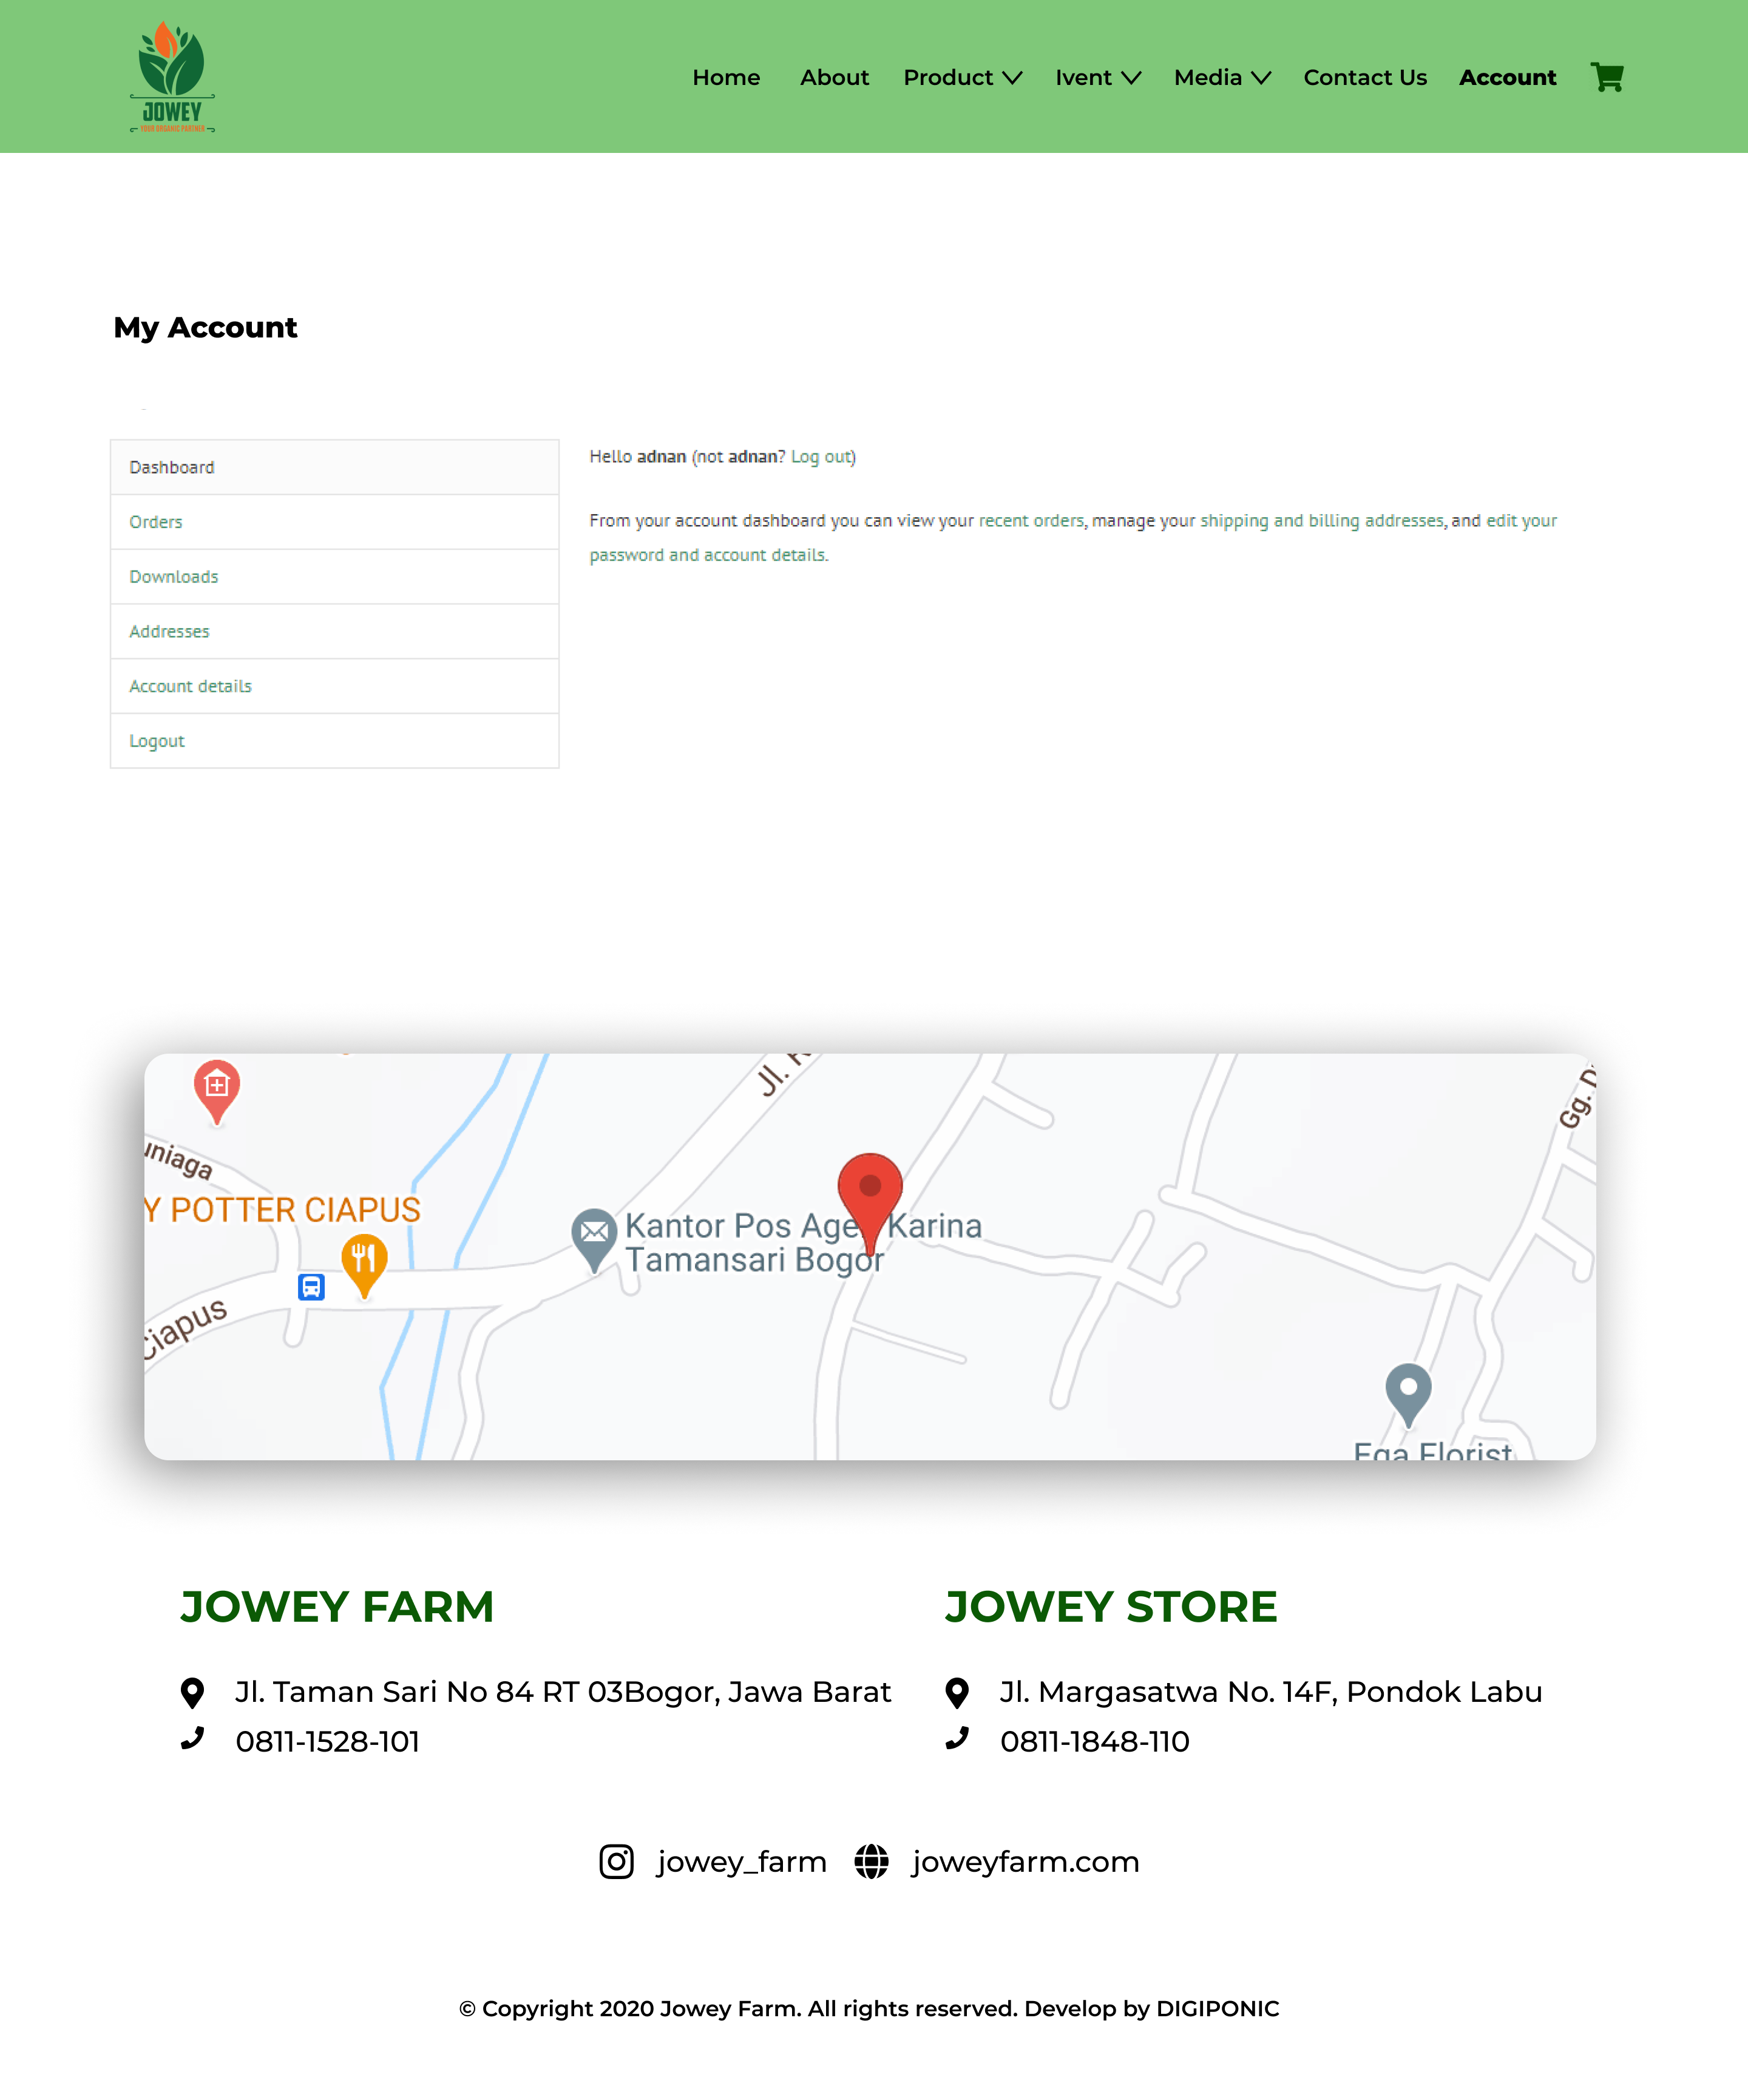 JOWEY
YOUR ORGANIC PARTNER
Home About Product Ivent Media Contact Us Account
My Account
Dashboard
Orders
Downloads
Addresses
Account details
Logout
Hello adnan (not adnan? Log out)
From your account dashboard you can view your recent orders, manage your shipping and billing addresses, and edit your
password and account details.
Jl.
Gg.
uniaga
Y POTTER CIAPUS
Kantor Pos Agen Karina
Tamansari Bogor
Ciapus
Ega Florist
JOWEY FARM
Jl. Taman Sari No 84 RT 03Bogor, Jawa Barat
0811-1528-101
JOWEY STORE
Jl. Margasatwa No. 14F, Pondok Labu
0811-1848-110
jowey_farm
joweyfarm.com
© Copyright 2020 Jowey Farm. All rights reserved. Develop by DIGIPONIC